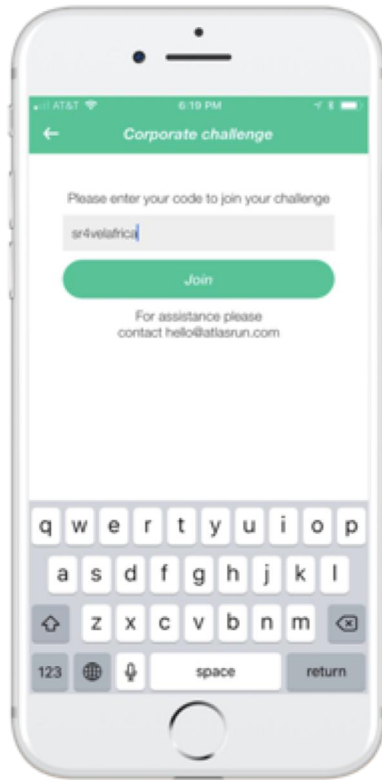 AT&T 6:19 PM
Corporate challenge
Please enter your code to join your challenge
sr4velafrica
Join
For assistance please
contact hello@atlasrun.com
q w e r t y u i o p
a s d f g h j k l
z x c v b n m
123 space return